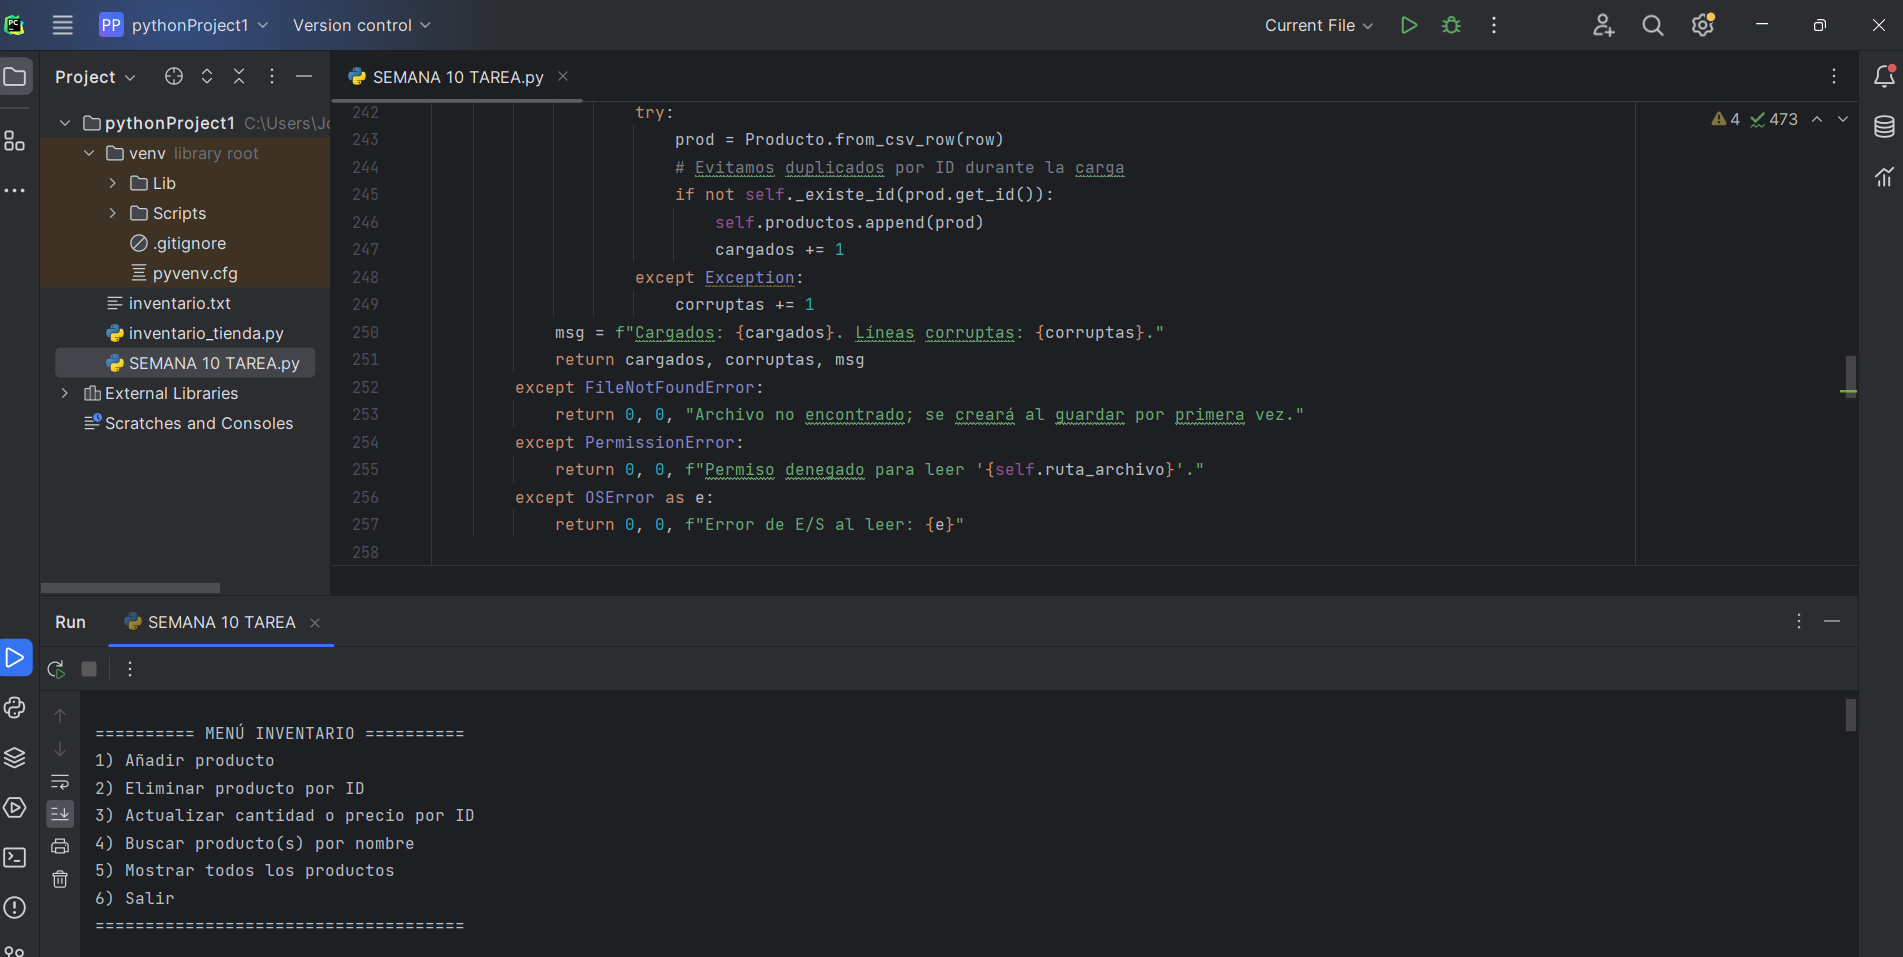 PC PP pythonProject1 Version control Current File
Project SEMANA 10 TAREA.py
pythonProject1 C:\Users\Jo
venv library root
Lib
Scripts
.gitignore
pyvenv.cfg
inventario.txt
inventario_tienda.py
SEMANA 10 TAREA.py
External Libraries
Scratches and Consoles
4 473
242 try:
243 prod = Producto.from_csv_row(row)
244 # Evitamos duplicados por ID durante la carga
245 if not self._existe_id(prod.get_id()):
246 self.productos.append(prod)
247 cargados += 1
248 except Exception:
249 corruptas += 1
250 msg = f"Cargados: {cargados}. Líneas corruptas: {corruptas}."
251 return cargados, corruptas, msg
252 except FileNotFoundError:
253 return 0, 0, "Archivo no encontrado; se creará al guardar por primera vez."
254 except PermissionError:
255 return 0, 0, f"Permiso denegado para leer '{self.ruta_archivo}'."
256 except OSError as e:
257 return 0, 0, f"Error de E/S al leer: {e}"
258
Run SEMANA 10 TAREA
========== MENÚ INVENTARIO ==========
1) Añadir producto
2) Eliminar producto por ID
3) Actualizar cantidad o precio por ID
4) Buscar producto(s) por nombre
5) Mostrar todos los productos
6) Salir
=====================================